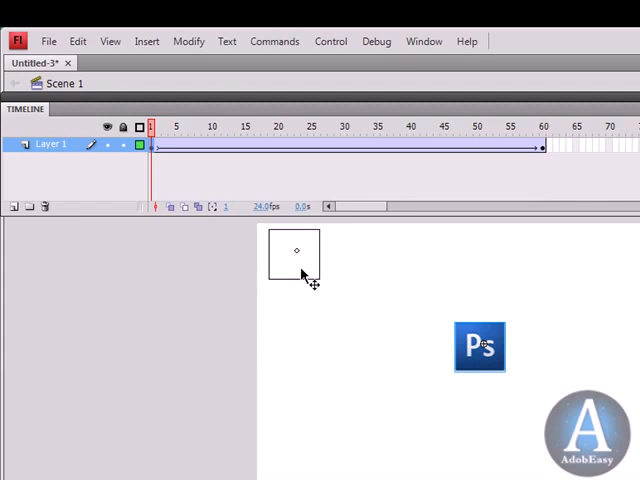 Fl File Edit View Insert Modify Text Commands Control Debug Window Help
Untitled-3* ×
Scene 1
TIMELINE
1 5 10 15 20 25 30 35 40 45 50 55 60 65 70
Layer 1
1 24.0fps 0.0s
Ps
A
AdobEasy